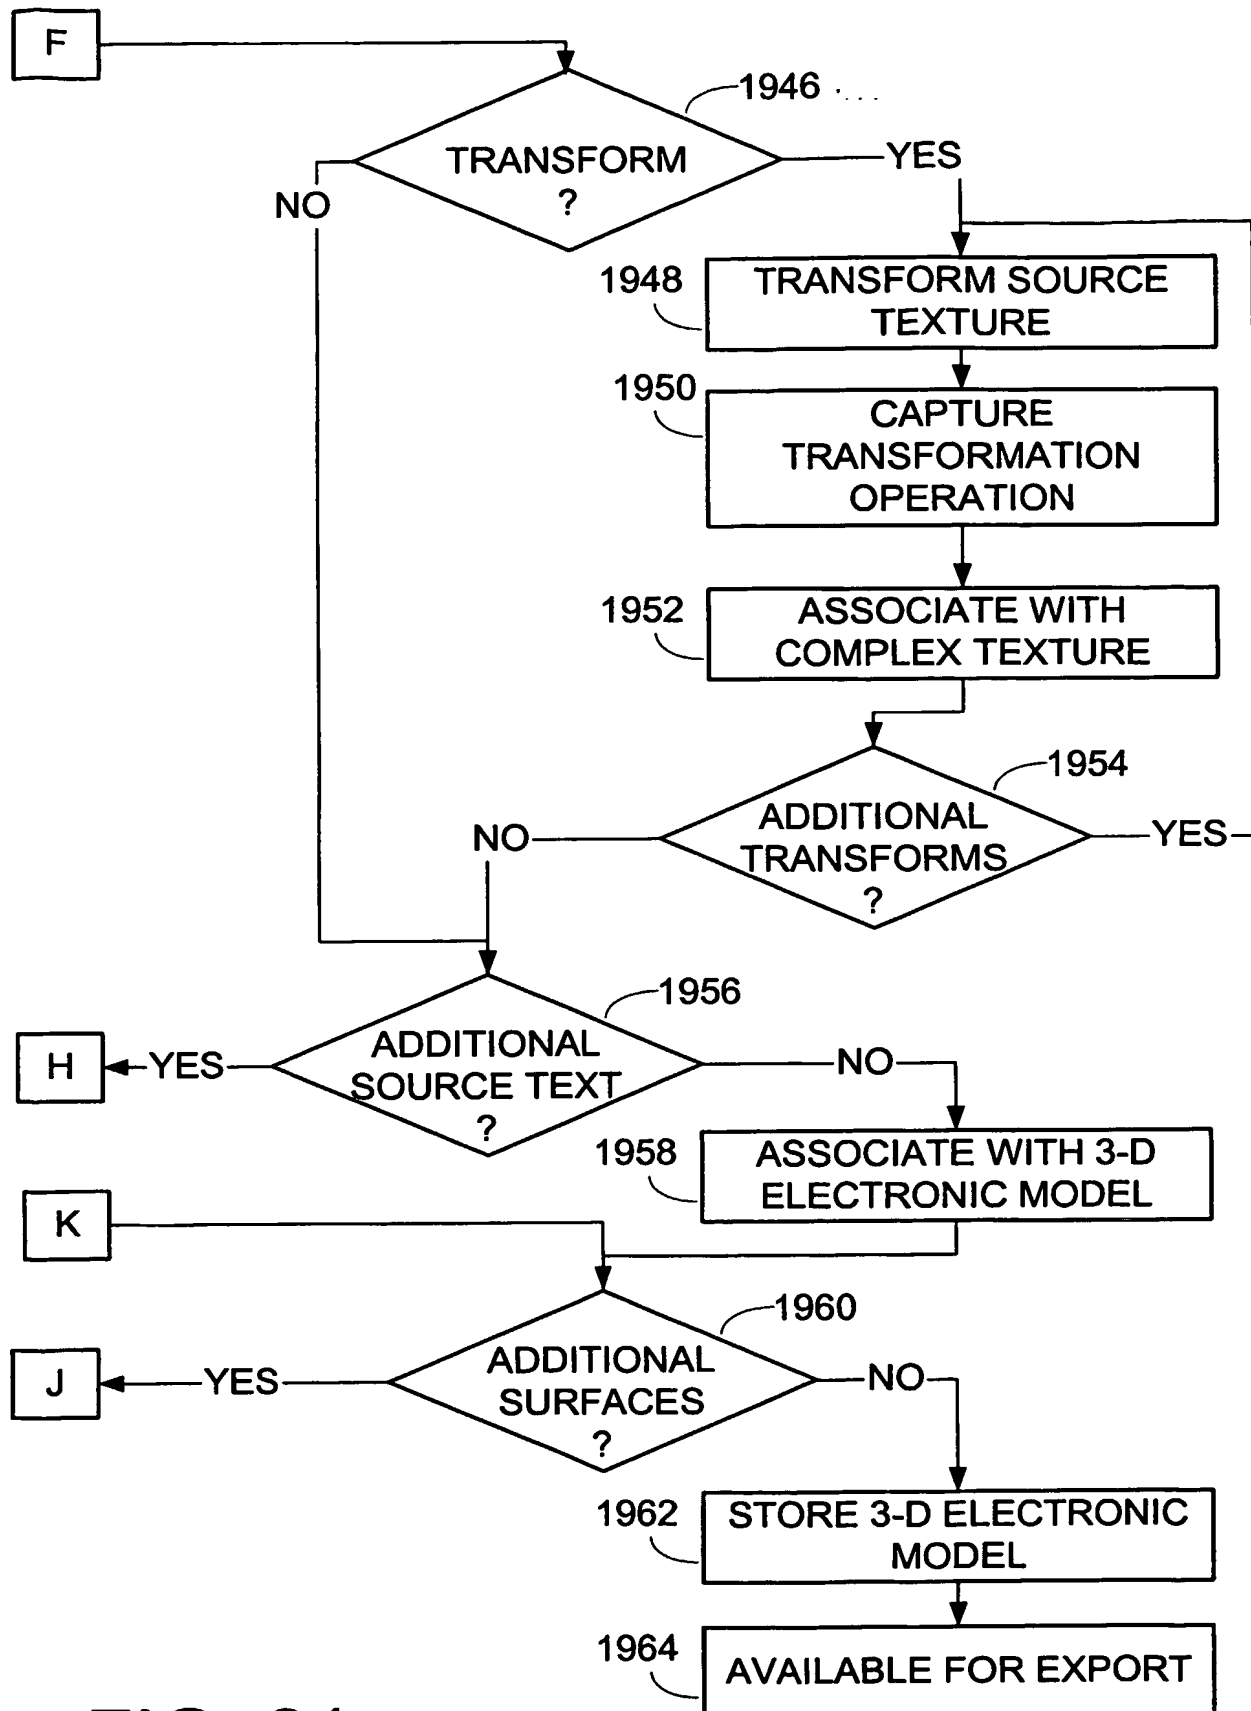 F
1946
TRANSFORM
?
YES
NO
1948
TRANSFORM SOURCE
TEXTURE
1950
CAPTURE
TRANSFORMATION
OPERATION
1952
ASSOCIATE WITH
COMPLEX TEXTURE
1954
ADDITIONAL
TRANSFORMS
?
NO
YES
1956
ADDITIONAL
SOURCE TEXT
?
H
YES
NO
1958
ASSOCIATE WITH 3-D
ELECTRONIC MODEL
K
1960
ADDITIONAL
SURFACES
?
J
YES
NO
1962
STORE 3-D ELECTRONIC
MODEL
1964
AVAILABLE FOR EXPORT